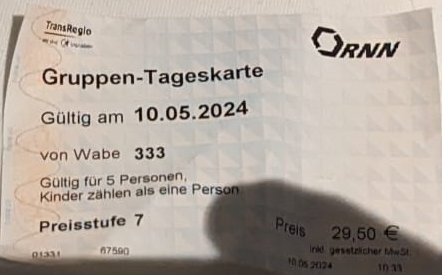 TransRegio
RNN
Gruppen-Tageskarte
Gültig am 10.05.2024
von Wabe 333
Gültig für 5 Personen,
Kinder zählen als eine Person
Preisstufe 7
Preis 29,50 €
inkl. gesetzlicher MwSt.
01331 67590 10.05.2024 10:33